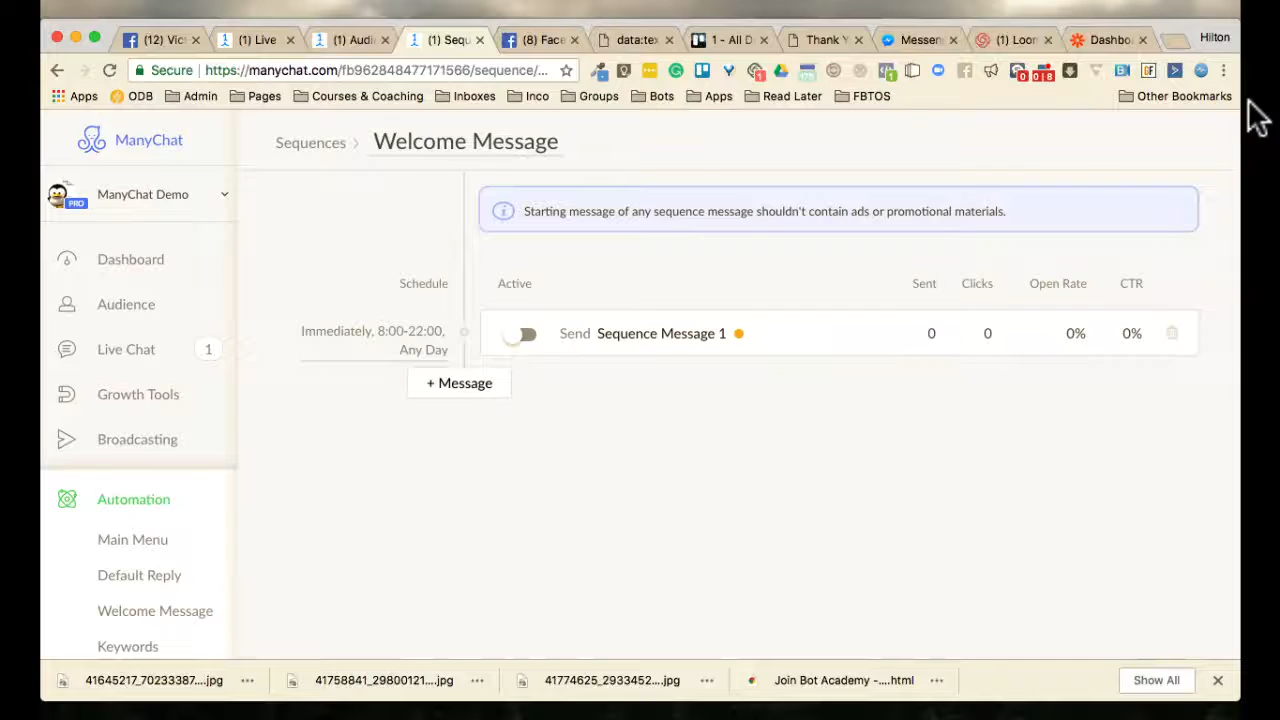 (12) Vic
(1) Live
(1) Audi
(1) Sequ
(8) Face
data:tex
1 - All D
Thank Y
Messen
(1) Loon
Dashbo
Hilton
Secure
https://manychat.com/fb962848477171566/sequence/...
Apps
ODB
Admin
Pages
Courses & Coaching
Inboxes
Inco
Groups
Bots
Apps
Read Later
FBTOS
Other Bookmarks
ManyChat
Sequences
Welcome Message
ManyChat Demo
PRO
Starting message of any sequence message shouldn't contain ads or promotional materials.
Dashboard
Audience
Live Chat
1
Growth Tools
Broadcasting
Schedule
Active
Sent
Clicks
Open Rate
CTR
Immediately, 8:00-22:00,
Any Day
Send Sequence Message 1
0
0
0%
0%
+ Message
Automation
Main Menu
Default Reply
Welcome Message
Keywords
41645217_70233387....jpg
41758841_29800121....jpg
41774625_2933452....jpg
Join Bot Academy -....html
Show All